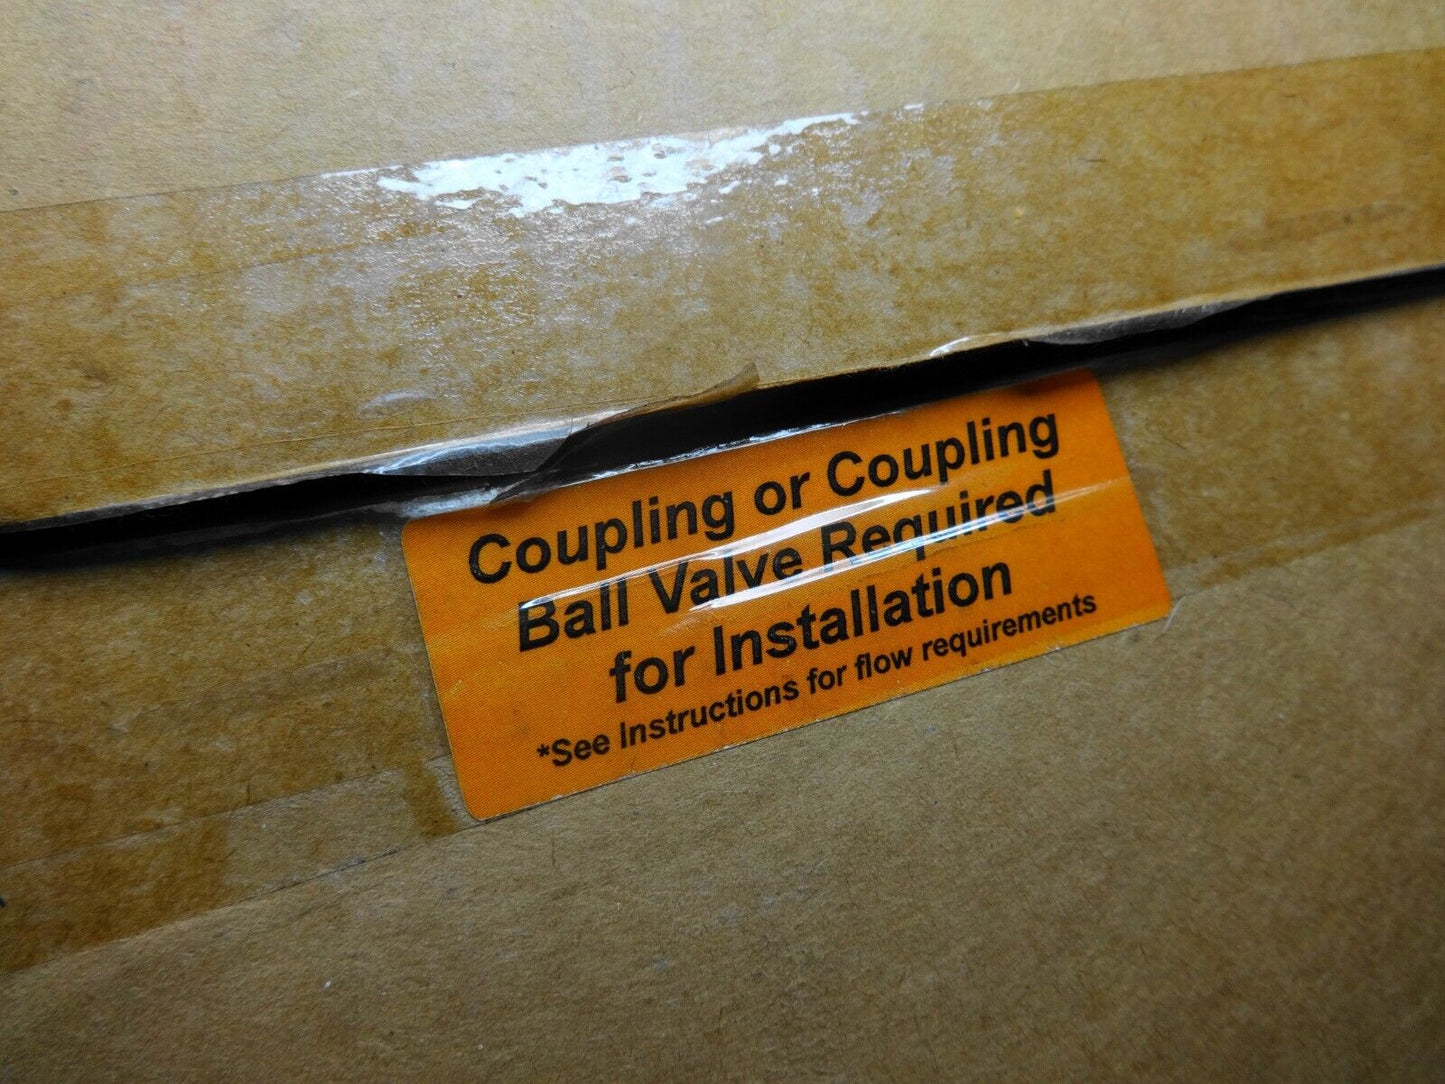 Coupling or Coupling
Ball Valve Required
for Installation
*See Instructions for flow requirements